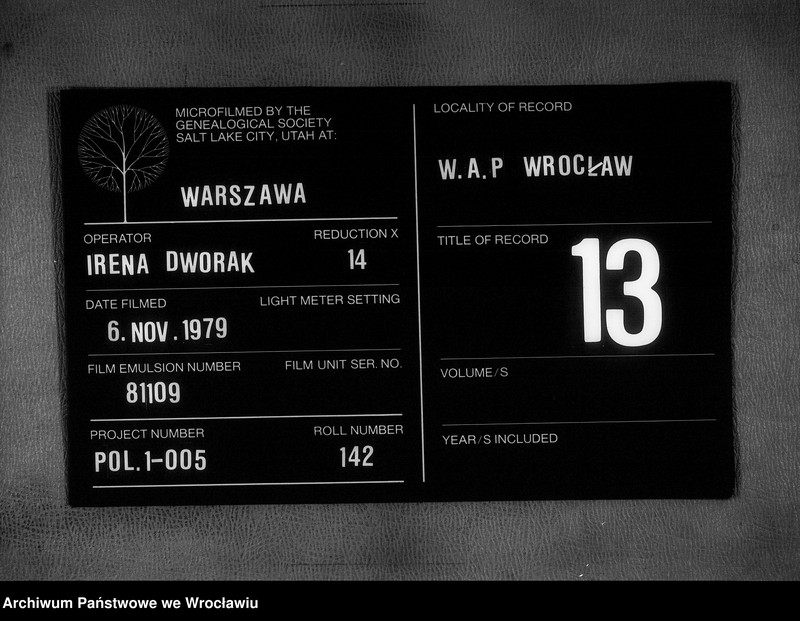 MICROFILMED BY THE
GENEALOGICAL SOCIETY
SALT LAKE CITY, UTAH AT:
WARSZAWA
OPERATOR
REDUCTION X
IRENA DWORAK
14
DATE FILMED
LIGHT METER SETTING
6. NOV. 1979
FILM EMULSION NUMBER
FILM UNIT SER. NO.
81109
PROJECT NUMBER
ROLL NUMBER
POL.1-005
142
LOCALITY OF RECORD
W.A.P WROCŁAW
TITLE OF RECORD
13
VOLUME/S
YEAR/S INCLUDED
Archiwum Państwowe we Wrocławiu